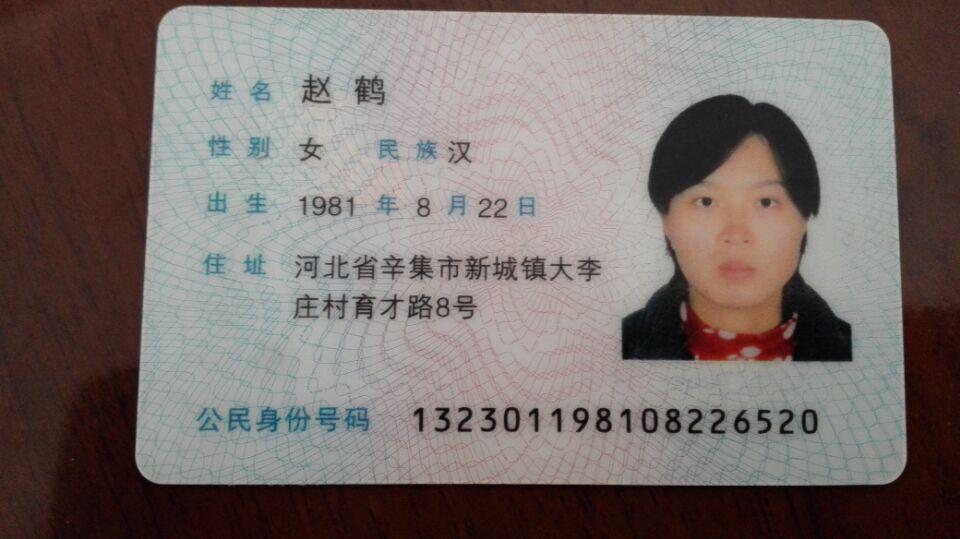 姓名 赵鹤
性别 女 民族 汉
出生 1981 年 8 月 22 日
住址 河北省辛集市新城镇大李
庄村育才路8号
公民身份号码 132301198108226520